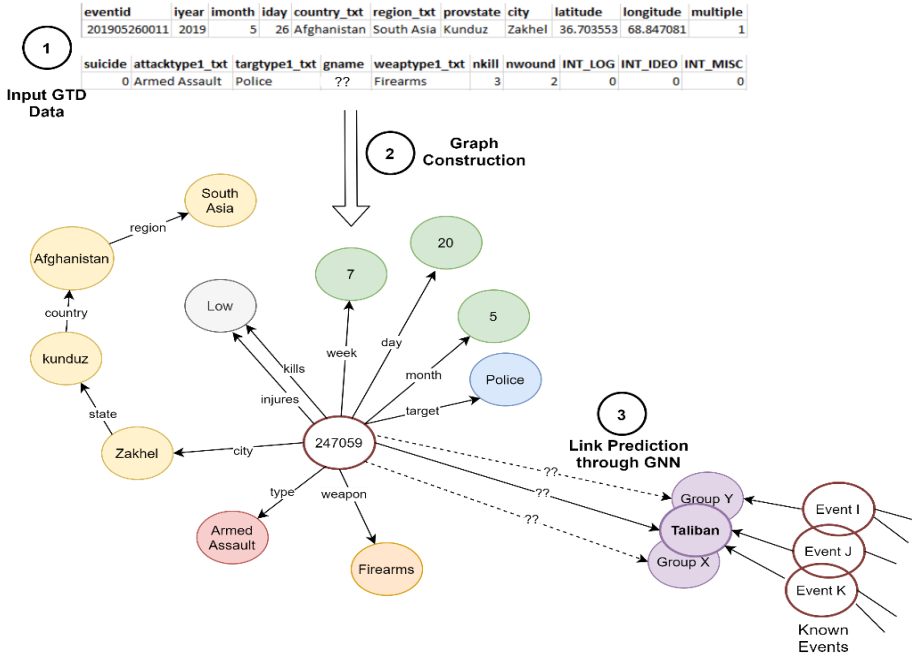 eventid iyear imonth iday country_txt region_txt provstate city latitude longitude multiple
201905260011 2019 5 26 Afghanistan South Asia Kunduz Zakhel 36.703553 68.847081 1
1
suicide attacktype1_txt targtype1_txt gname weaptype1_txt nkill nwound INT_LOG INT_IDEO INT_MISC
0 Armed Assault Police ?? Firearms 3 2 0 0 0
Input GTD
Data
2
Graph
Construction
South
Asia
region
Afghanistan
20
7
Low
country
5
kunduz
week
day
kills
month
Police
injures
target
state
3
Link Prediction
through GNN
Zakhel
city
247059
??
??
??
type
weapon
Group Y
Event I
Armed
Assault
Taliban
Event J
Group X
Firearms
Event K
Known
Events